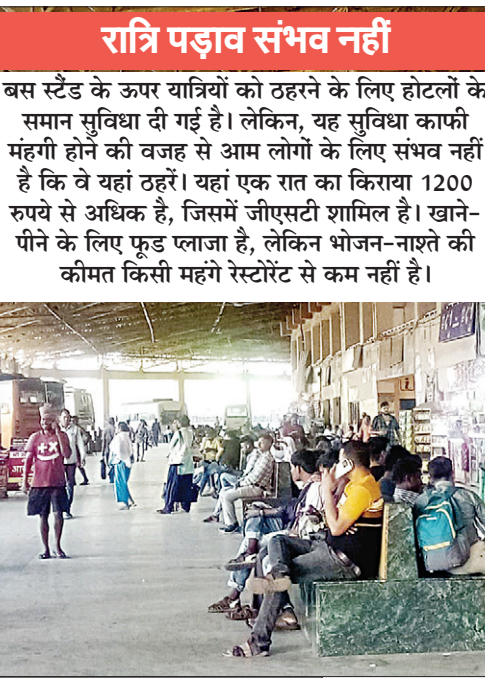 रात्रि पड़ाव संभव नहीं
बस स्टैंड के ऊपर यात्रियों को ठहरने के लिए होटलों के
समान सुविधा दी गई है। लेकिन, यह सुविधा काफी
मंहगी होने की वजह से आम लोगों के लिए संभव नहीं
है कि वे यहां ठहरें। यहां एक रात का किराया 1200
रुपये से अधिक है, जिसमें जीएसटी शामिल है। खाने-
पीने के लिए फूड प्लाजा है, लेकिन भोजन-नाश्ते की
कीमत किसी महंगे रेस्टोरेंट से कम नहीं है।